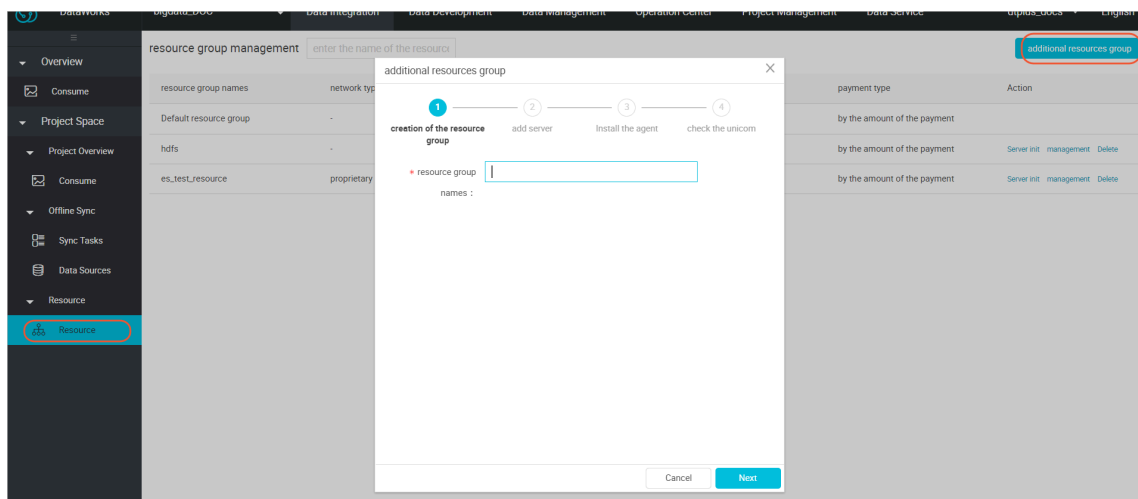 DataWorks bigdata_DOC Data Integration Data Development Data Management Operation Center Project Management Data Service dtplus_docs English
resource group management enter the name of the resourc additional resources group
Overview
Consume
Project Space
Project Overview
Consume
Offline Sync
Sync Tasks
Data Sources
Resource
Resource
resource group names network typ payment type Action
Default resource group - by the amount of the payment
hdfs - by the amount of the payment Server init management Delete
es_test_resource proprietary by the amount of the payment Server init management Delete
additional resources group
1 2 3 4
creation of the resource add server Install the agent check the unicom
group
* resource group
names :
Cancel Next